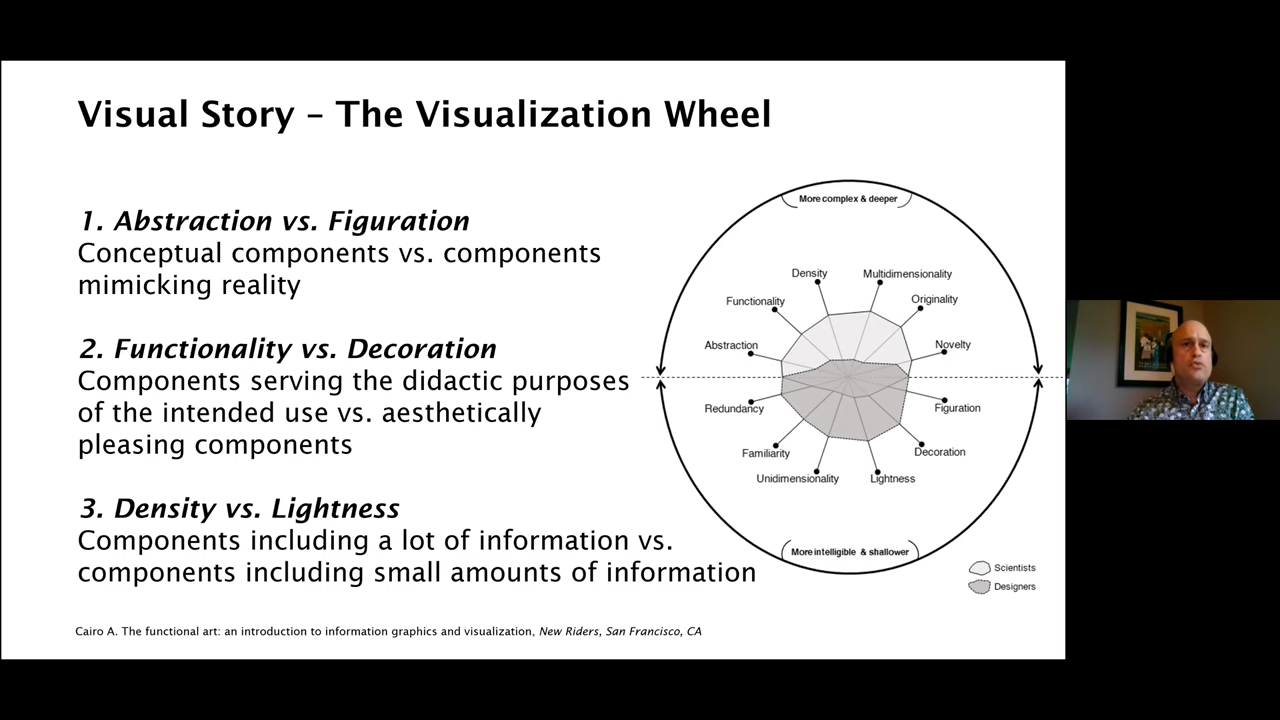 Visual Story – The Visualization Wheel
1. Abstraction vs. Figuration
Conceptual components vs. components
mimicking reality
2. Functionality vs. Decoration
Components serving the didactic purposes
of the intended use vs. aesthetically
pleasing components
3. Density vs. Lightness
Components including a lot of information vs.
components including small amounts of information
Cairo A. The functional art: an introduction to information graphics and visualization, New Riders, San Francisco, CA
More complex & deeper
Density
Multidimensionality
Functionality
Originality
Abstraction
Novelty
Redundancy
Figuration
Familiarity
Decoration
Unidimensionality
Lightness
More intelligible & shallower
Scientists
Designers